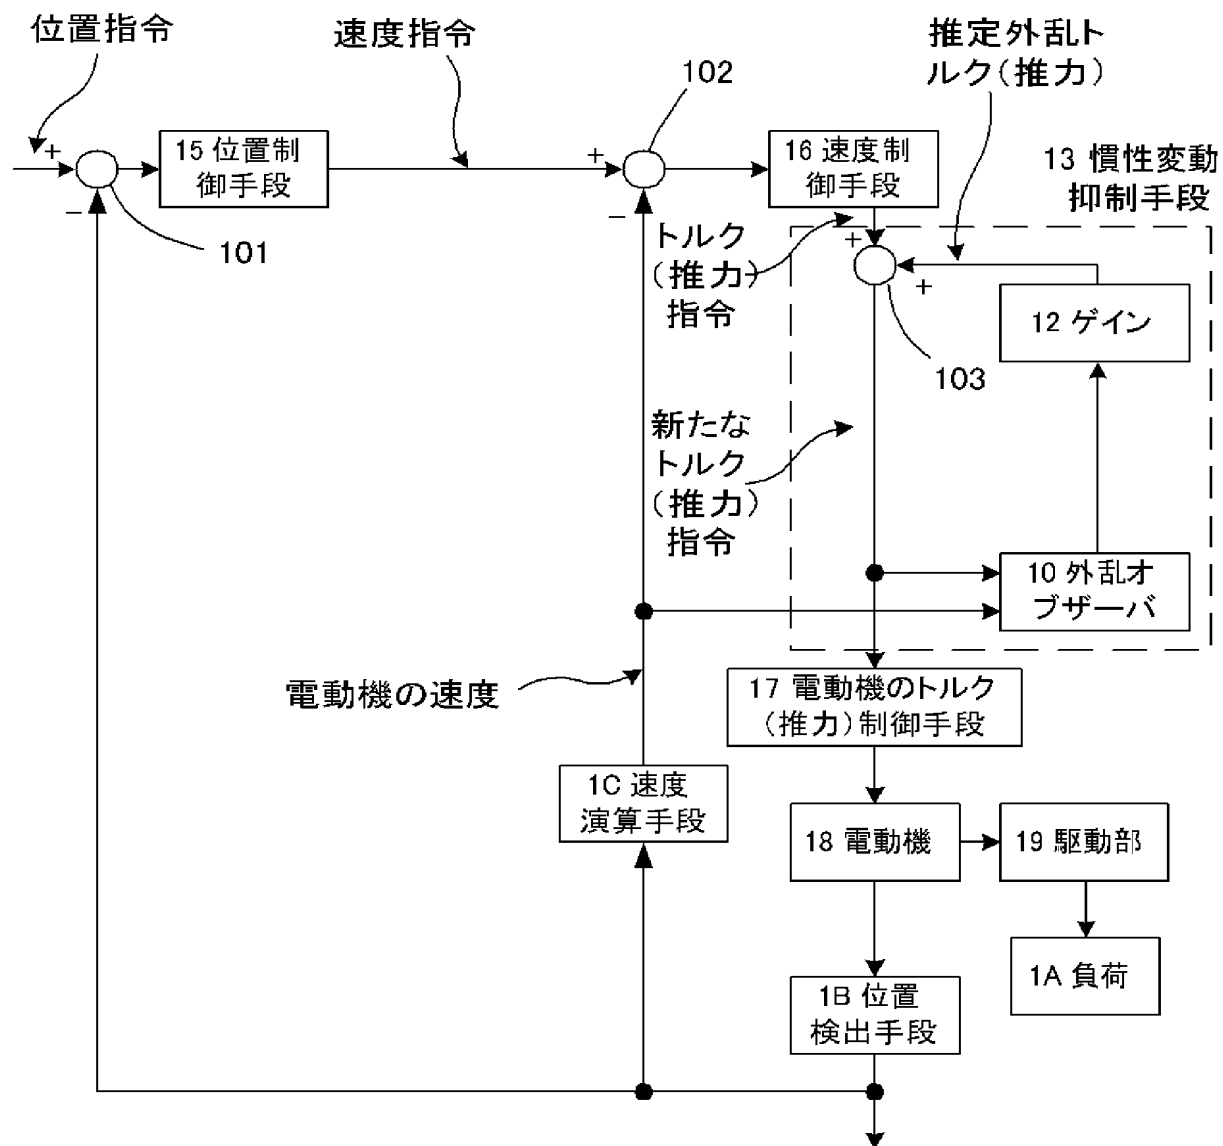 位置指令
速度指令
推定外乱ト
ルク(推力)
102
+
15 位置制
御手段
+
16 速度制
御手段
13 慣性変動
抑制手段
−
101
−
トルク
(推力)
指令
+
+
12 ゲイン
103
新たな
トルク
(推力)
指令
10 外乱オ
ブザーバ
電動機の速度
17 電動機のトルク
(推力)制御手段
1C 速度
演算手段
18 電動機
19 駆動部
1A 負荷
1B 位置
検出手段